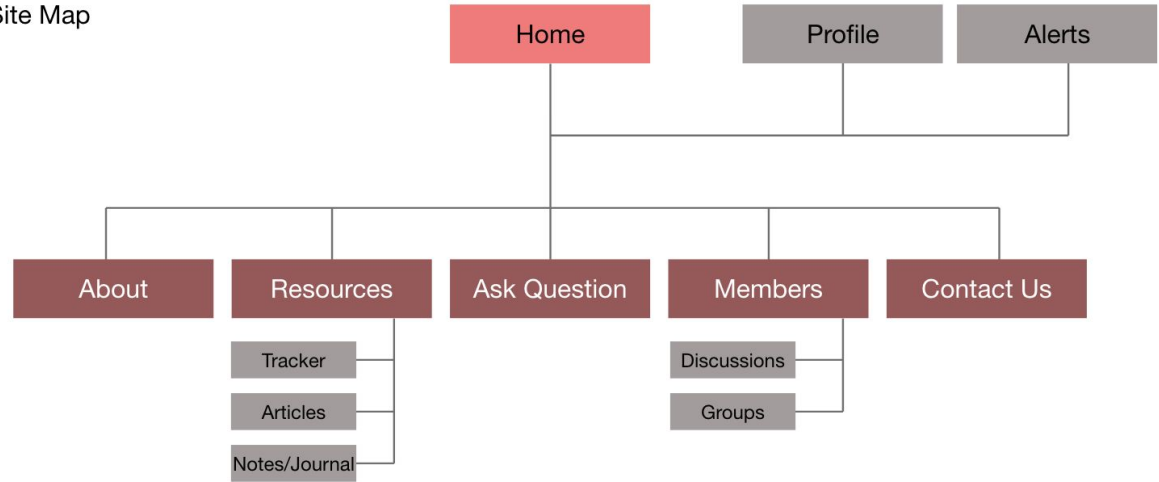 Site Map
Home
Profile
Alerts
About
Resources
Ask Question
Members
Contact Us
Tracker
Discussions
Articles
Groups
Notes/Journal